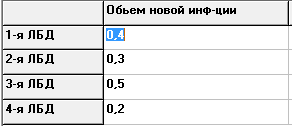 Обьем новой инф-ции
1-я ЛБД 0,4
2-я ЛБД 0,3
3-я ЛБД 0,5
4-я ЛБД 0,2